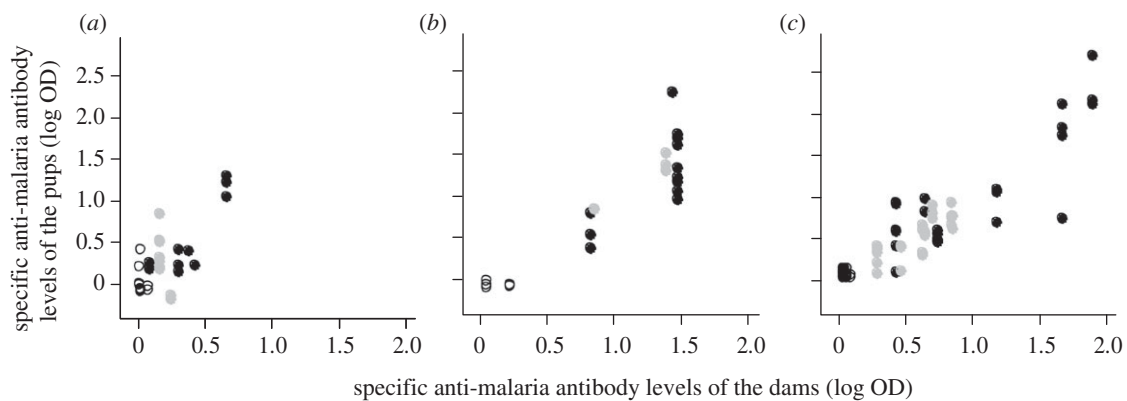 (a) (b) (c)
specific anti-malaria antibody
levels of the pups (log OD)
2.5
2.0
1.5
1.0
0.5
0
0 0.5 1.0 1.5 2.0 0 0.5 1.0 1.5 2.0 0 0.5 1.0 1.5 2.0
specific anti-malaria antibody levels of the dams (log OD)